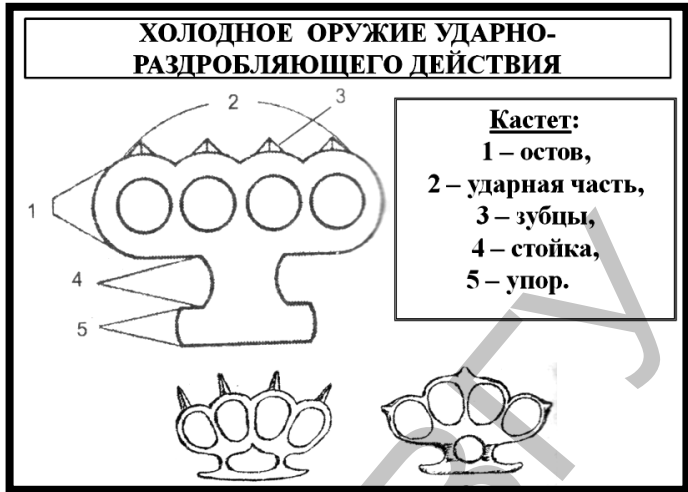 ХОЛОДНОЕ ОРУЖИЕ УДАРНО-
РАЗДРОБЛЯЮЩЕГО ДЕЙСТВИЯ
2
3
1
4
5
Кастет:
1 – остов,
2 – ударная часть,
3 – зубцы,
4 – стойка,
5 – упор.